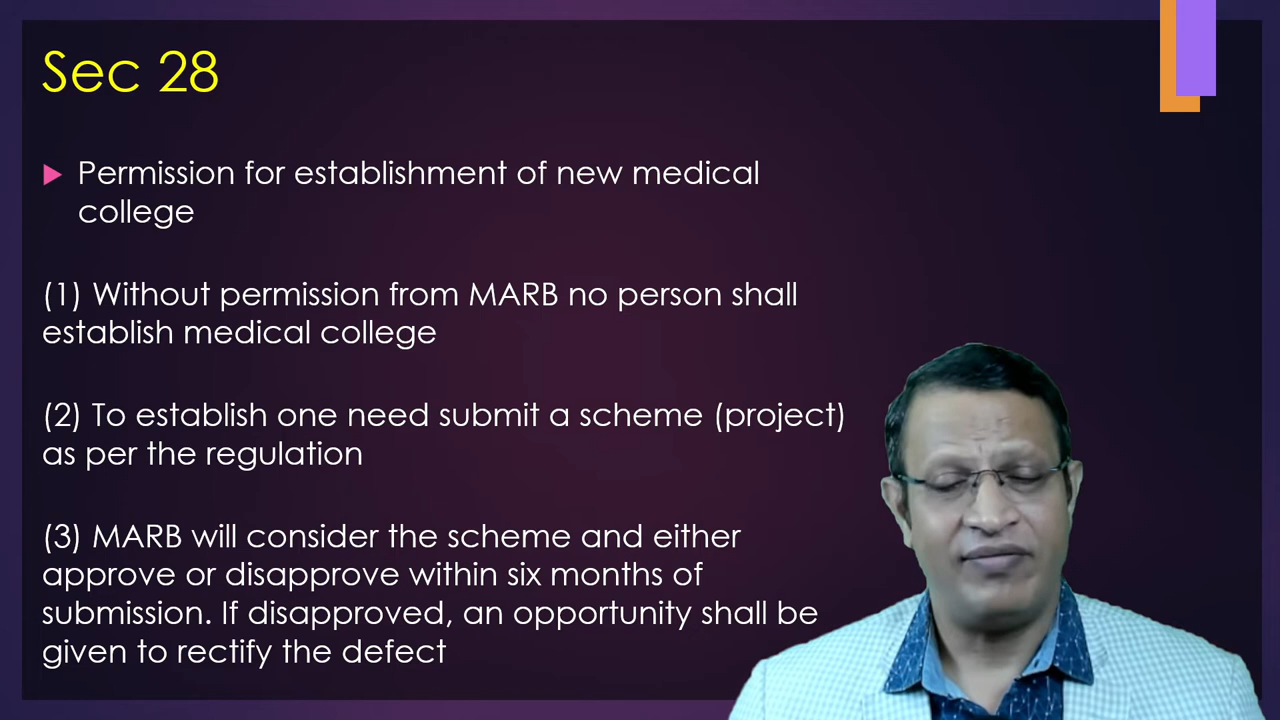 Sec 28
Permission for establishment of new medical
college
(1) Without permission from MARB no person shall
establish medical college
(2) To establish one need submit a scheme (project)
as per the regulation
(3) MARB will consider the scheme and either
approve or disapprove within six months of
submission. If disapproved, an opportunity shall be
given to rectify the defect